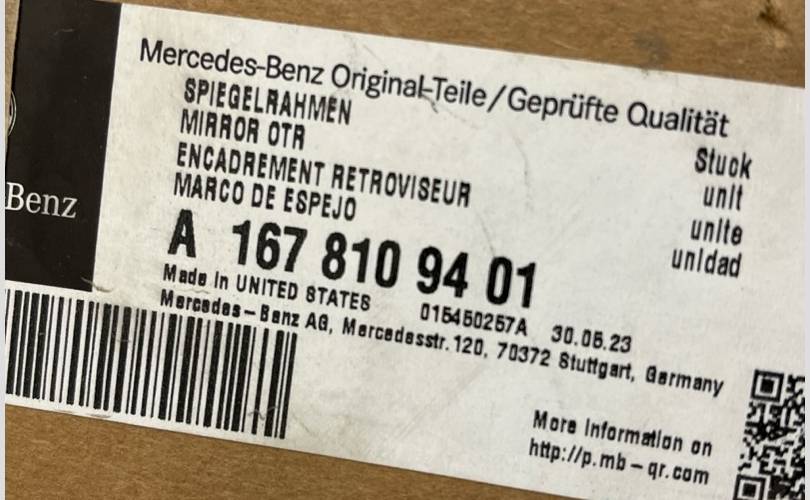 Mercedes-Benz Original-Teile/Geprüfte Qualität
SPIEGELRAHMEN Stuck
MIRROR OTR unit
ENCADREMENT RETROVISEUR unite
MARCO DE ESPEJO unidad
Benz
A 167 810 94 01
Made in UNITED STATES 015450257A 30.06.23
Mercedes-Benz AG, Mercedesstr. 120, 70372 Stuttgart, Germany
More information on
http://p.mb-qr.com